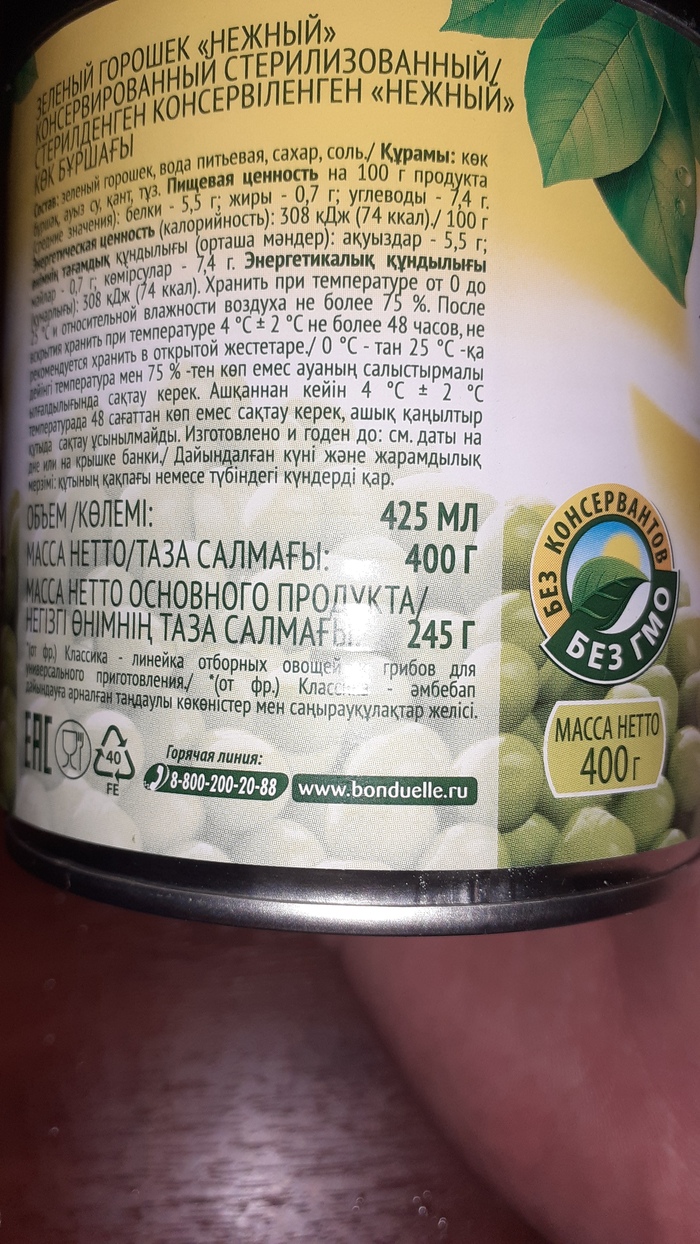 ЗЕЛЕНЫЙ ГОРОШЕК «НЕЖНЫЙ»
КОНСЕРВИРОВАННЫЙ СТЕРИЛИЗОВАННЫЙ/
СТЕРИЛДЕНГЕН КОНСЕРВІЛЕНГЕН «НЕЖНЫЙ»
КӨК БҰРШАҒЫ
Состав: зеленый горошек, вода питьевая, сахар, соль./ Құрамы: көк
бұршақ, ауыз су, қант, тұз. Пищевая ценность на 100 г продукта
(средние значения): белки - 5,5 г; жиры - 0,7 г; углеводы - 7,4 г.
Энергетическая ценность (калорийность): 308 кДж (74 ккал)./ 100 г
өнімнің тағамдық құндылығы (орташа мәндер): ақуыздар - 5,5 г;
майлар - 0,7 г; көмірсулар - 7,4 г. Энергетикалық құндылығы
(құнарлығы): 308 кДж (74 ккал). Хранить при температуре от 0 до
25 °С и относительной влажности воздуха не более 75 %. После
вскрытия хранить при температуре 4 °С ± 2 °С не более 48 часов, не
рекомендуется хранить в открытой жестетаре./ 0 °С - тан 25 °С -қа
дейінгі температура мен 75 % -тен көп емес ауаның салыстырмалы
ылғалдылығында сақтау керек. Ашқаннан кейін 4 °С ± 2 °С
температурада 48 сағаттан көп емес сақтау керек, ашық қаңылтыр
құтыда сақтау ұсынылмайды. Изготовлено и годен до: см. даты на
дне или на крышке банки./ Дайындалған күні және жарамдылық
мерзімі: құтының қақпағы немесе түбіндегі күндерді қар.
ОБЪЕМ /КӨЛЕМІ: 425 МЛ
МАССА НЕТТО/ТАЗА САЛМАҒЫ: 400 Г
МАССА НЕТТО ОСНОВНОГО ПРОДУКТА/
НЕГІЗГІ ӨНІМНІҢ ТАЗА САЛМАҒЫ: 245 Г
*(от фр.) Классика - линейка отборных овощей грибов для
универсального приготовления./ *(от фр.) Классика - әмбебап
дайындауға арналған таңдаулы көкөністер мен саңырауқұлақтар желісі.
EAC
40
FE
Горячая линия:
8-800-200-20-88
www.bonduelle.ru
БЕЗ КОНСЕРВАНТОВ
БЕЗ ГМО
МАССА НЕТТО
400 г